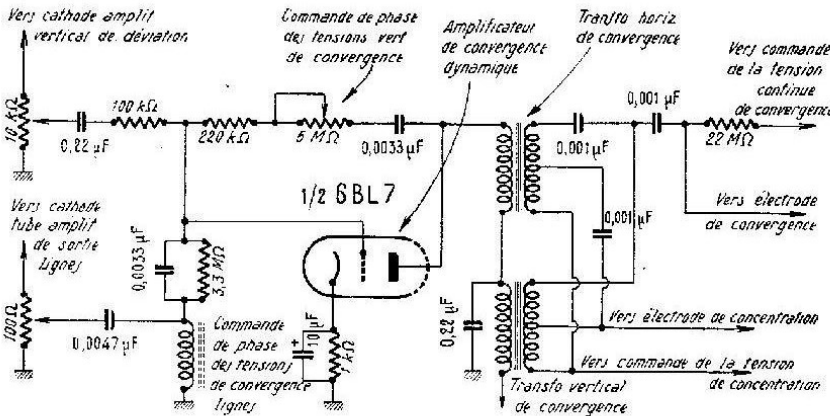 Vers cathode amplif
vertical de déviation
Commande de phase
des tensions vert
de convergence
Amplificateur
de convergence
dynamique
Transfo horiz
de convergence
Vers commande
de la tension
continue
de convergence
10 kΩ
0,22 µF
100 kΩ
220 kΩ
5 MΩ
0,0033 µF
0,001 µF
0,001 µF
22 MΩ
1/2 6BL7
0,001 µF
Vers électrode
de convergence
Vers cathode
tube amplif
de sortie
lignes
0,0033 µF
3,3 MΩ
100 Ω
0,0047 µF
Commande
de phase
des tensions
de convergence
lignes
10 µF
+
1 kΩ
0,22 µF
Vers électrode de concentration
Vers commande de la tension
de concentration
Transfo vertical
de convergence